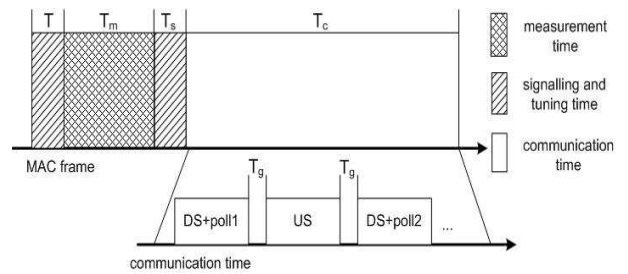 T Tm Ts Tc
measurement
time
signalling and
tuning time
communication
time
MAC frame
Tg Tg
DS+poll1 US DS+poll2 ...
communication time